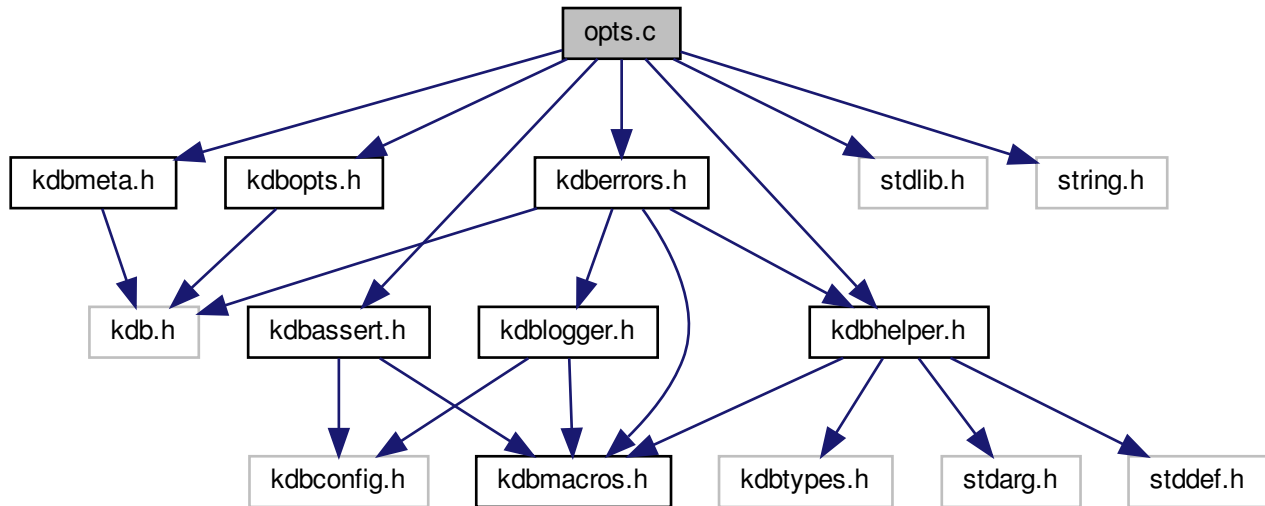 opts.c
kdbmeta.h
kdbopts.h
kdberrors.h
stdlib.h
string.h
kdb.h
kdbassert.h
kdblogger.h
kdbhelper.h
kdbconfig.h
kdbmacros.h
kdbtypes.h
stdarg.h
stddef.h